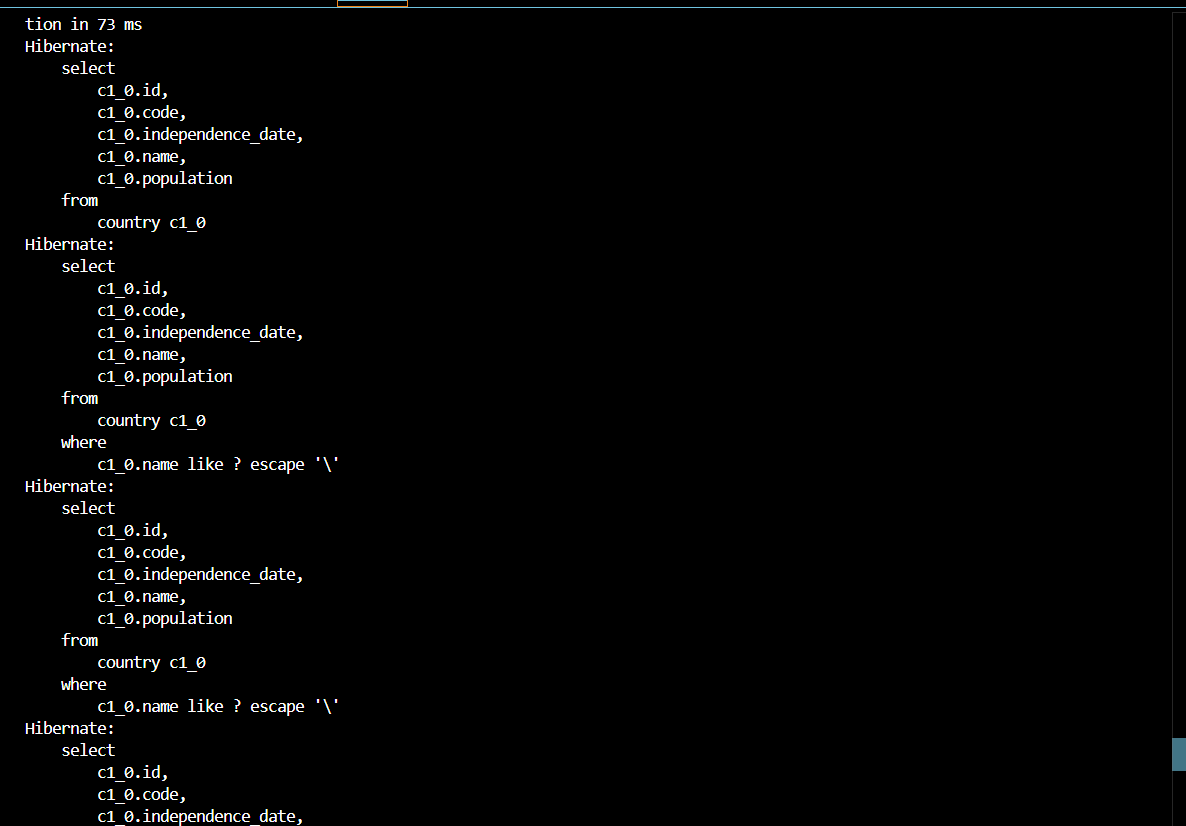 tion in 73 ms
Hibernate:
    select
        c1_0.id,
        c1_0.code,
        c1_0.independence_date,
        c1_0.name,
        c1_0.population
    from
        country c1_0
Hibernate:
    select
        c1_0.id,
        c1_0.code,
        c1_0.independence_date,
        c1_0.name,
        c1_0.population
    from
        country c1_0
    where
        c1_0.name like ? escape '\'
Hibernate:
    select
        c1_0.id,
        c1_0.code,
        c1_0.independence_date,
        c1_0.name,
        c1_0.population
    from
        country c1_0
    where
        c1_0.name like ? escape '\'
Hibernate:
    select
        c1_0.id,
        c1_0.code,
        c1_0.independence_date,